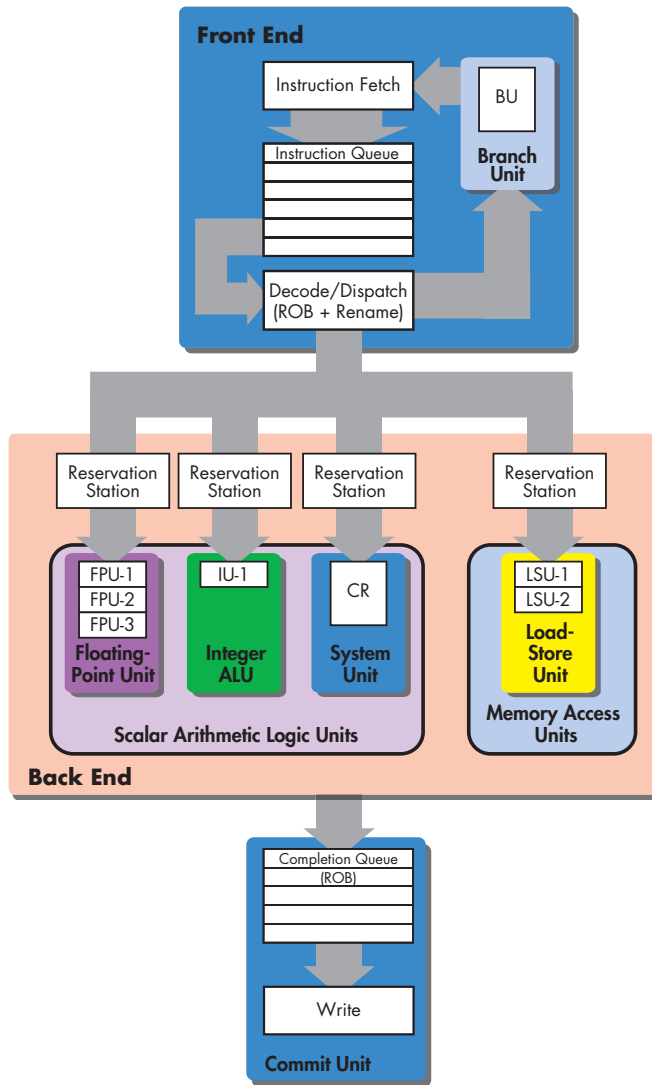 Front End
Instruction Fetch
BU
Branch
Unit
Instruction Queue
Decode/Dispatch
(ROB + Rename)
Reservation
Station
Reservation
Station
Reservation
Station
Reservation
Station
FPU-1
FPU-2
FPU-3
Floating-
Point Unit
IU-1
Integer
ALU
CR
System
Unit
Scalar Arithmetic Logic Units
LSU-1
LSU-2
Load-
Store
Unit
Memory Access
Units
Back End
Completion Queue
(ROB)
Write
Commit Unit